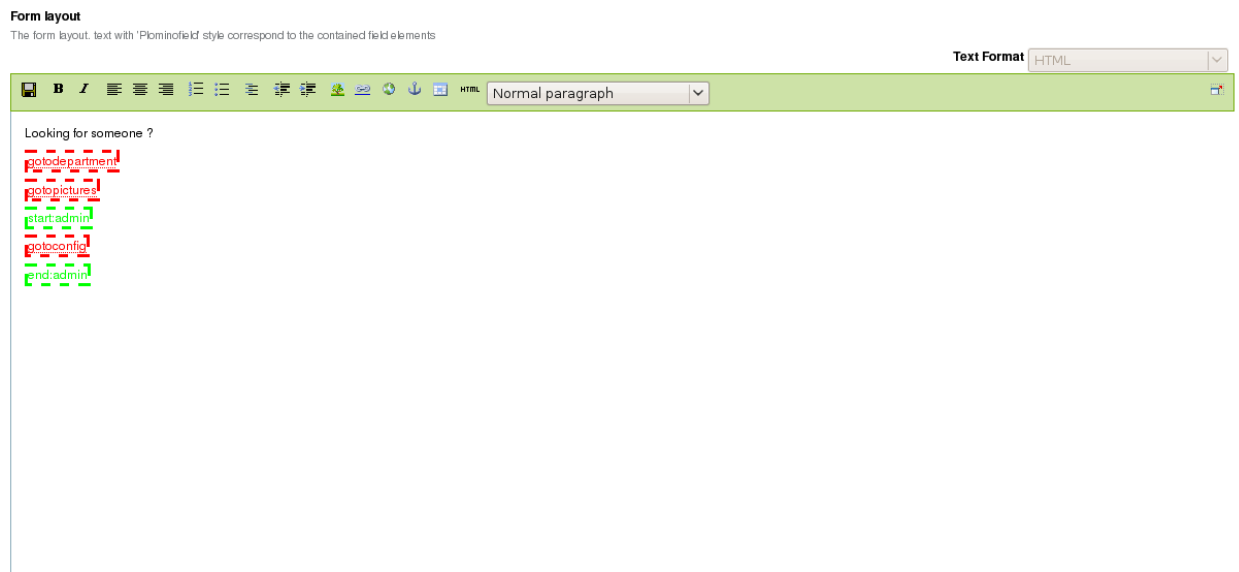 Form layout
The form layout. text with 'Plominofield' style correspond to the contained field elements
Text Format HTML
B I HTML Normal paragraph
Looking for someone ?
gotodepartment
gotopictures
start:admin
gotoconfig
end:admin